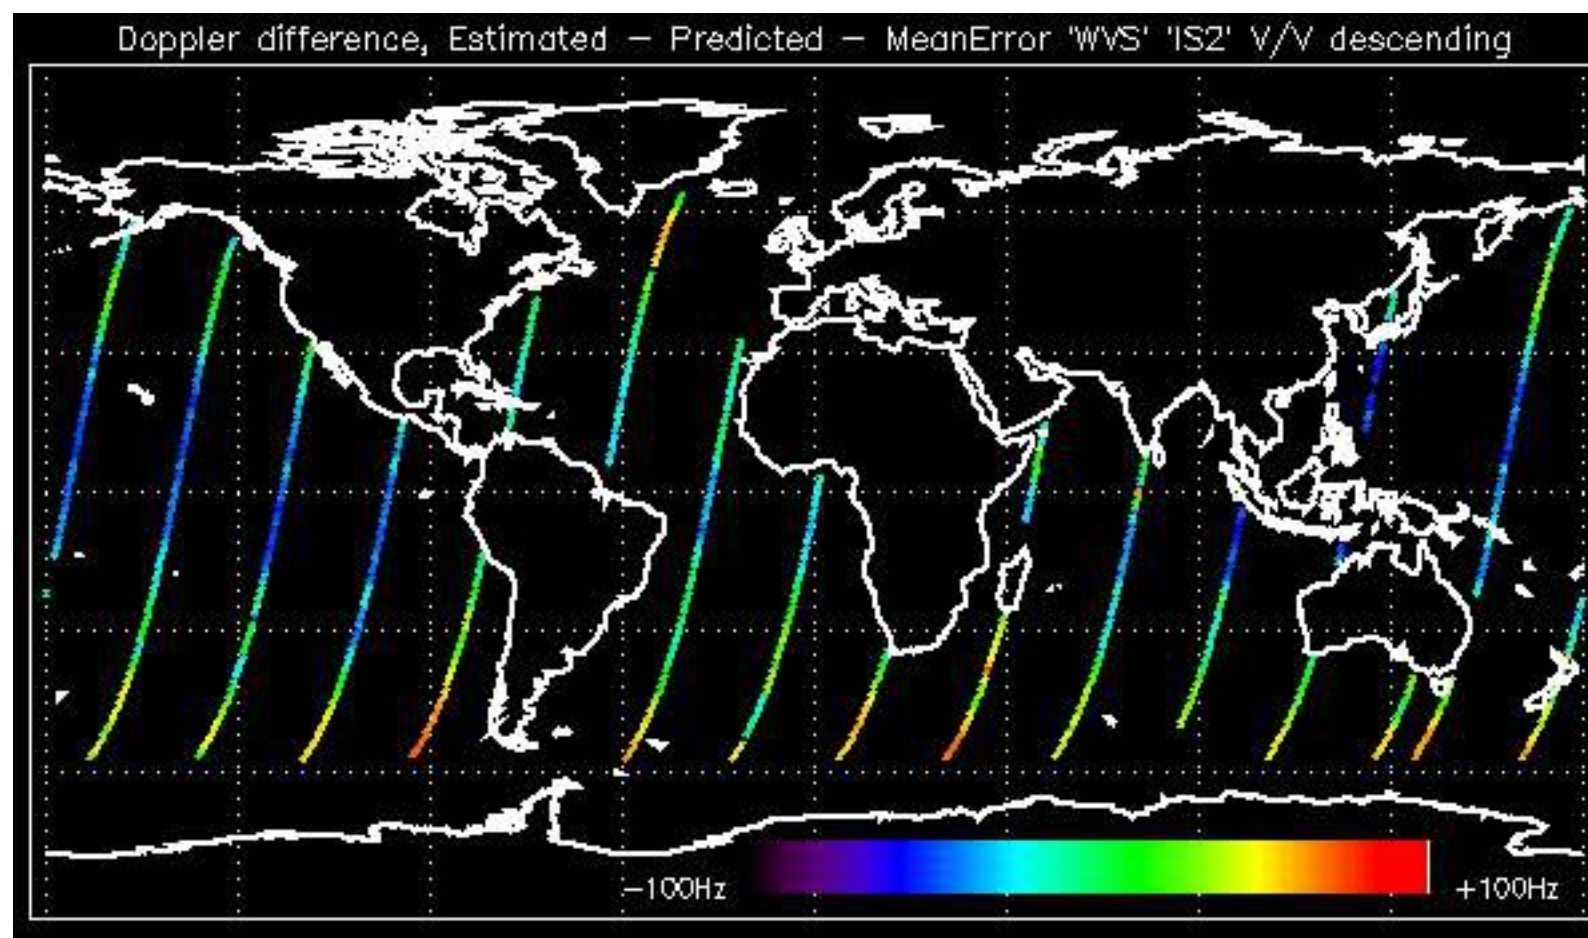 Doppler difference, Estimated - Predicted - MeanError 'WVS' 'IS2' V/V descending
-100Hz +100Hz